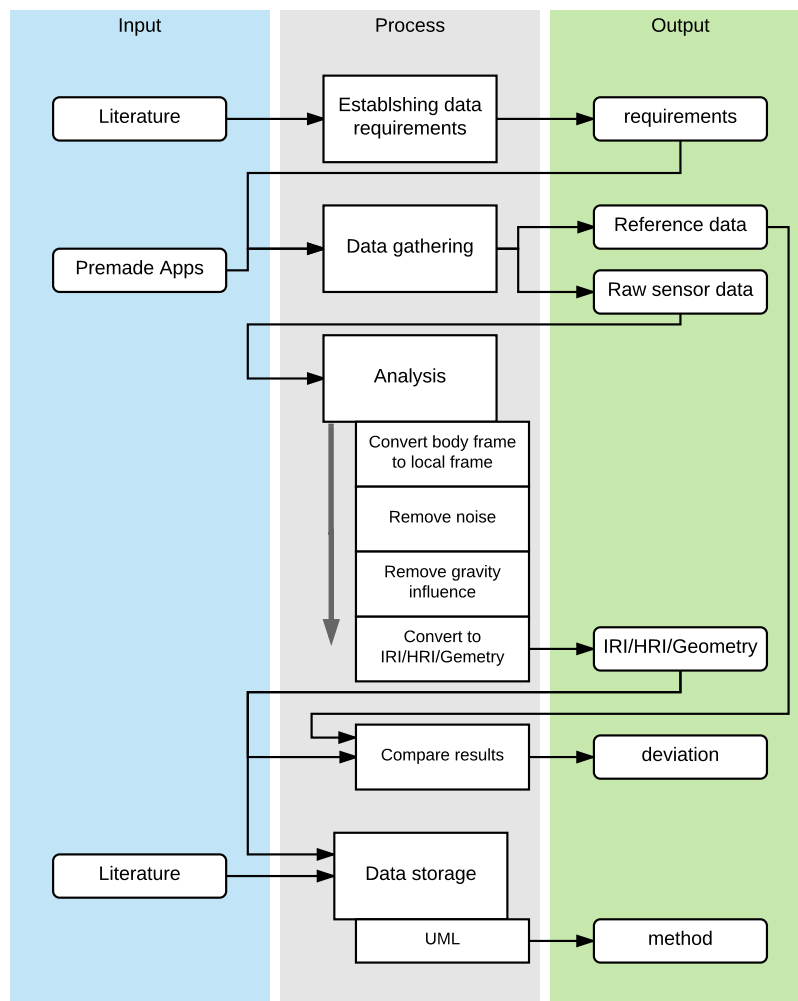 Input
Process
Output
Literature
Establshing data
requirements
requirements
Premade Apps
Data gathering
Reference data
Raw sensor data
Analysis
Convert body frame
to local frame
Remove noise
Remove gravity
influence
Convert to
IRI/HRI/Gemetry
IRI/HRI/Geometry
Compare results
deviation
Literature
Data storage
UML
method